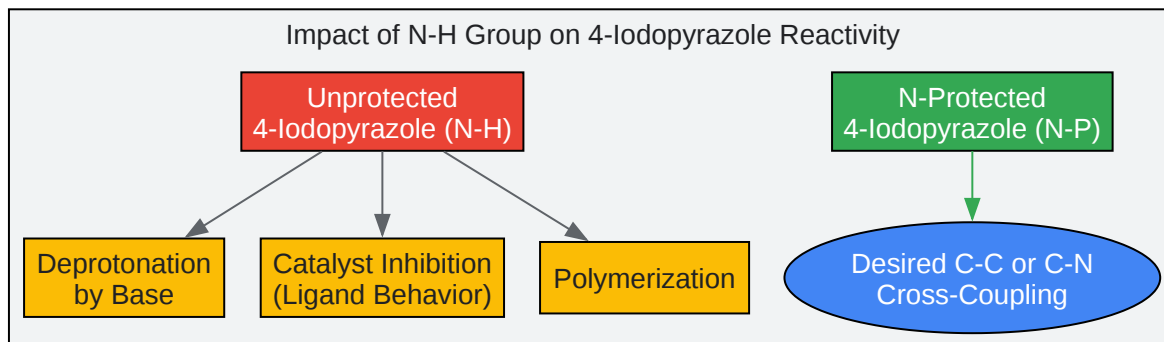 Impact of N-H Group on 4-Iodopyrazole Reactivity
Unprotected
4-Iodopyrazole (N-H)
N-Protected
4-Iodopyrazole (N-P)
Deprotonation
by Base
Catalyst Inhibition
(Ligand Behavior)
Polymerization
Desired C-C or C-N
Cross-Coupling